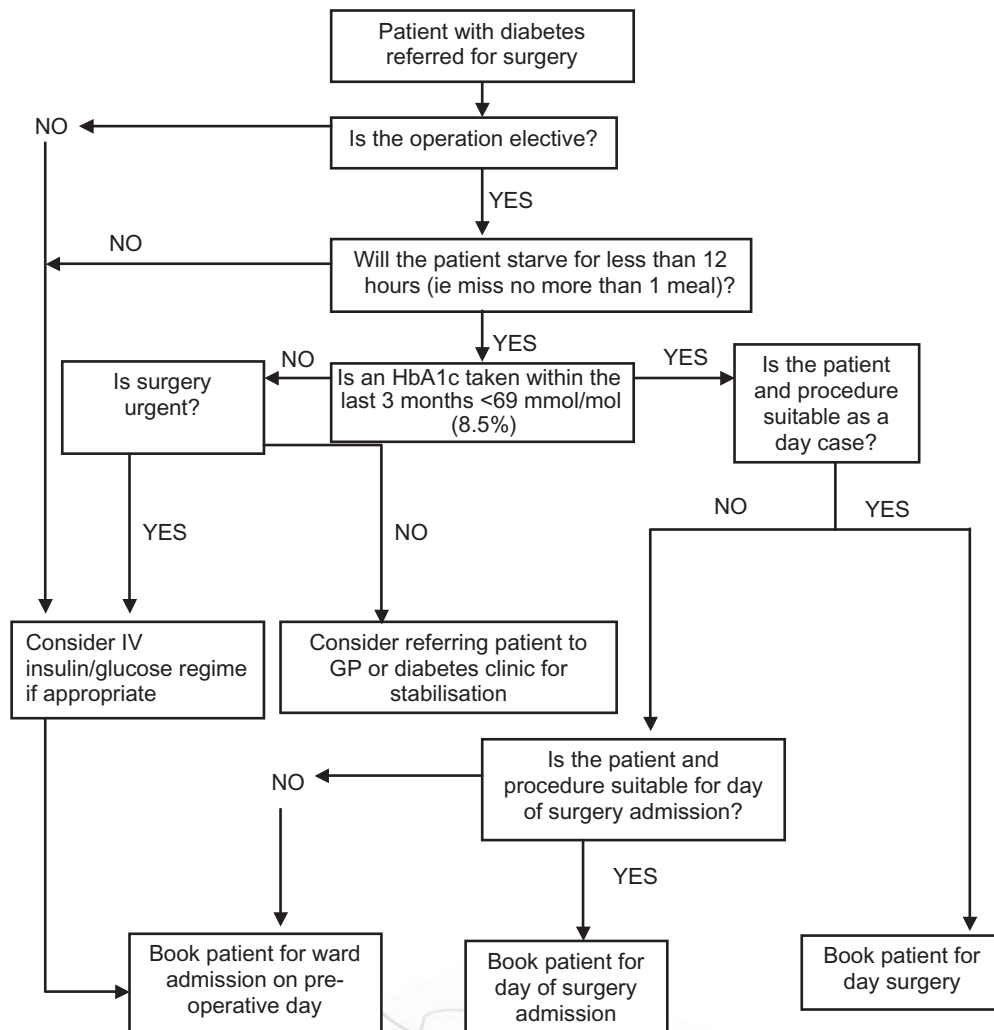 Patient with diabetes
referred for surgery
NO
Is the operation elective?
YES
NO
Will the patient starve for less than 12
hours (ie miss no more than 1 meal)?
YES
NO
YES
Is surgery
urgent?
Is an HbA1c taken within the
last 3 months <69 mmol/mol
(8.5%)
Is the patient
and procedure
suitable as a
day case?
YES
NO
NO
YES
Consider IV
insulin/glucose regime
if appropriate
Consider referring patient to
GP or diabetes clinic for
stabilisation
Is the patient and
procedure suitable for day
of surgery admission?
NO
YES
Book patient for ward
admission on pre-
operative day
Book patient for
day of surgery
admission
Book patient for
day surgery